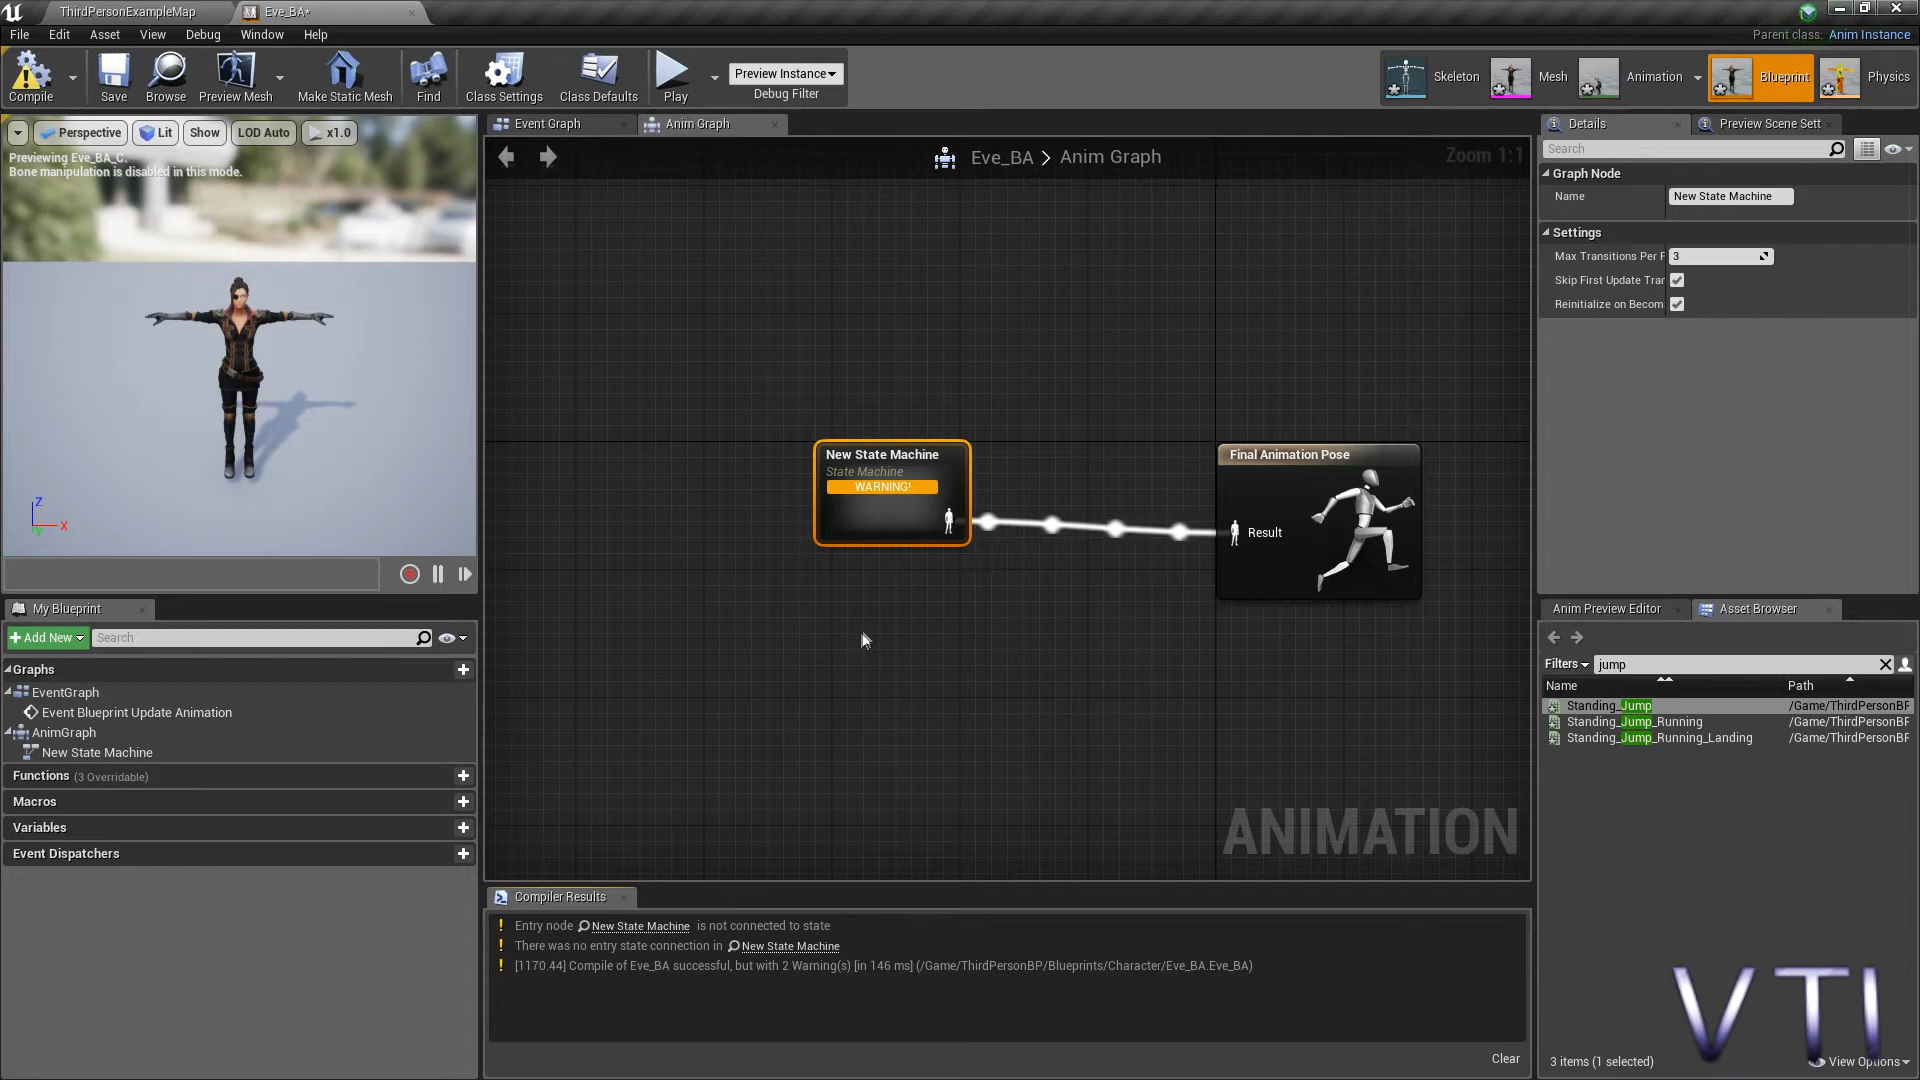 ThirdPersonExampleMap
Eve_BA*
File Edit Asset View Debug Window Help
Parent class: Anim Instance
Compile
Save
Browse
Preview Mesh
Make Static Mesh
Find
Class Settings
Class Defaults
Play
Preview Instance
Debug Filter
Skeleton
Mesh
Animation
Blueprint
Physics
Perspective
Lit
Show
LOD Auto
x1.0
Previewing Eve_BA_C.
Bone manipulation is disabled in this mode.
Z
X
Y
Event Graph
Anim Graph
Eve_BA > Anim Graph
Zoom 1:1
New State Machine
State Machine
WARNING!
Final Animation Pose
Result
ANIMATION
Details
Preview Scene Sett
Search
Graph Node
Name New State Machine
Settings
Max Transitions Per F 3
Skip First Update Trar
Reinitialize on Becom
My Blueprint
Add New
Search
Graphs
EventGraph
Event Blueprint Update Animation
AnimGraph
New State Machine
Functions (3 Overridable)
Macros
Variables
Event Dispatchers
Compiler Results
Entry node New State Machine is not connected to state
There was no entry state connection in New State Machine
[1170.44] Compile of Eve_BA successful, but with 2 Warning(s) [in 146 ms] (/Game/ThirdPersonBP/Blueprints/Character/Eve_BA.Eve_BA)
Clear
Anim Preview Editor
Asset Browser
Filters jump
Name Path
Standing_Jump /Game/ThirdPersonBP
Standing_Jump_Running /Game/ThirdPersonBP
Standing_Jump_Running_Landing /Game/ThirdPersonBP
3 items (1 selected)
View Options
VTI